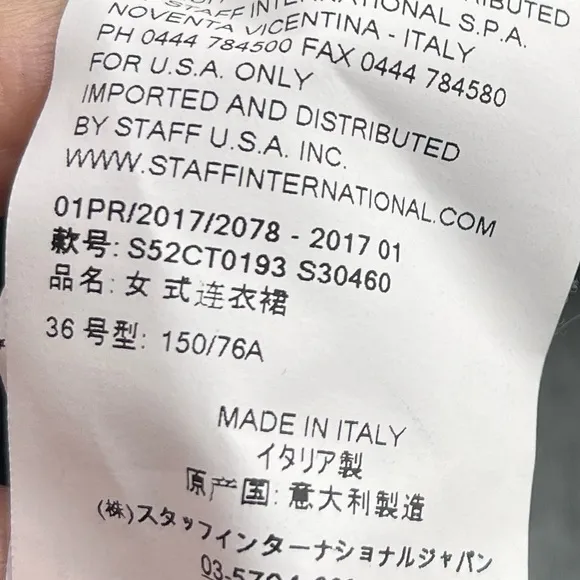 DISTRIBUTED
STAFF INTERNATIONAL S.P.A.
NOVENTA VICENTINA - ITALY
PH 0444 784500 FAX 0444 784580
FOR U.S.A. ONLY
IMPORTED AND DISTRIBUTED
BY STAFF U.S.A. INC.
WWW.STAFFINTERNATIONAL.COM
01PR/2017/2078 - 2017 01
款号: S52CT0193 S30460
品名: 女 式连衣裙
36 号型: 150/76A
MADE IN ITALY
イタリア製
原产国: 意大利製造
(株)スタッフインターナショナルジャパン